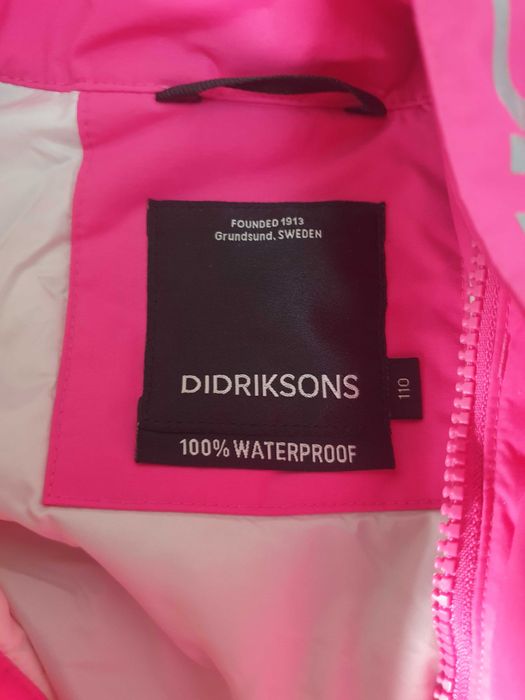 FOUNDED 1913
Grundsund, SWEDEN
DIDRIKSONS
110
100% WATERPROOF